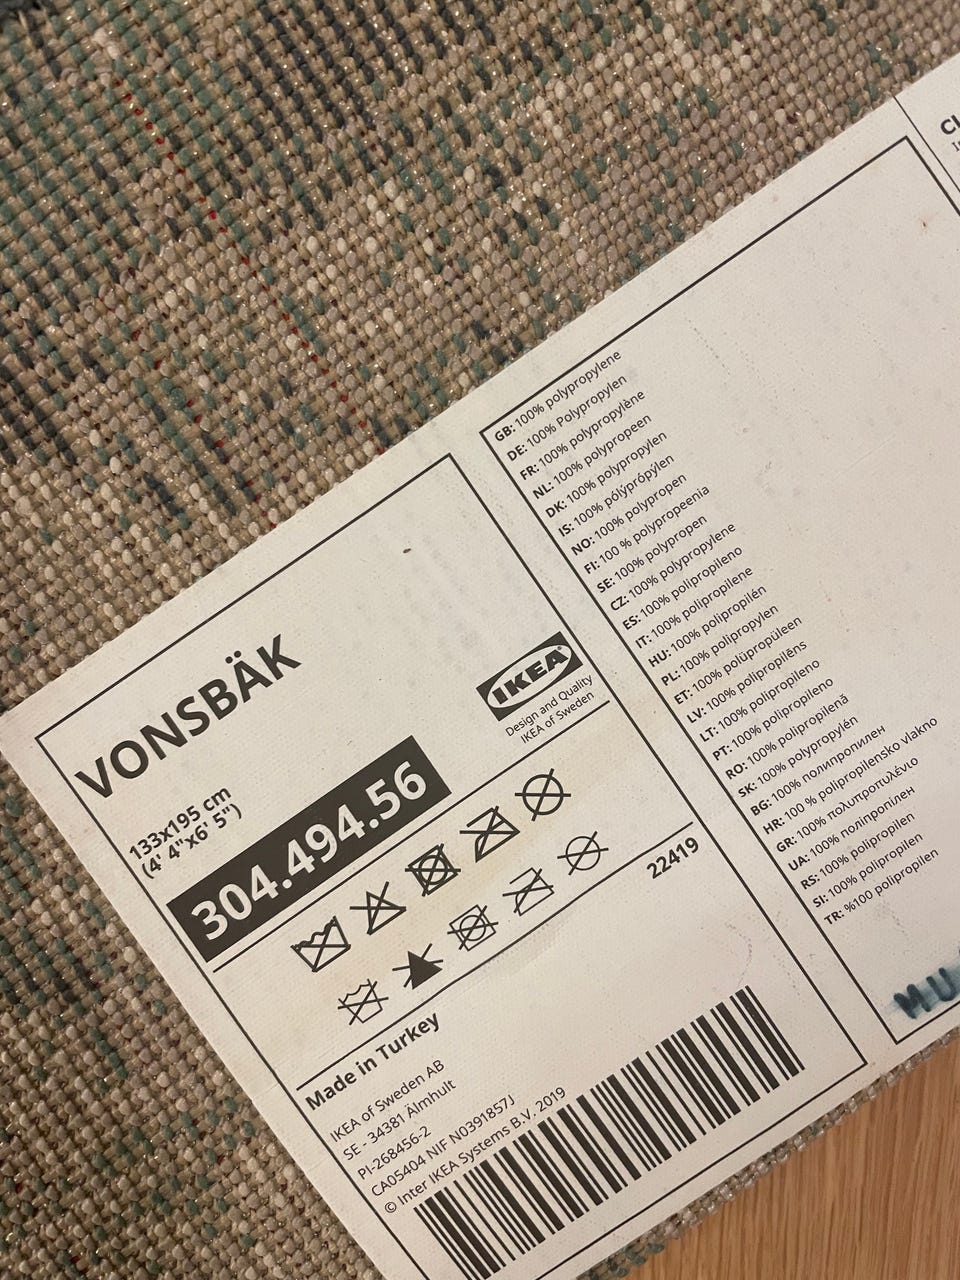 VONSBÄK
133x195 cm
(4' 4"x6' 5")
304.494.56
IKEA
Design and Quality
IKEA of Sweden
22419
Made in Turkey
IKEA of Sweden AB
SE - 34381 Älmhult
PI-268456-2
CA05404 NIF N0391857J
© Inter IKEA Systems B.V. 2019
GB: 100% polypropylene
DE: 100% Polypropylen
FR: 100% polypropylène
NL: 100% polypropeen
DK: 100% polypropylen
IS: 100% pólýprópýlen
NO: 100% polypropen
FI: 100 % polypropeenia
SE: 100% polypropen
CZ: 100% polypropylene
ES: 100% polipropileno
IT: 100% polipropilene
HU: 100% polipropilén
PL: 100% polipropylen
ET: 100% polüpropüleen
LV: 100% polipropilēns
LT: 100% polipropileno
PT: 100% polipropileno
RO: 100% polipropilenă
SK: 100% polypropylén
BG: 100% полипропилен
HR: 100 % polipropilensko vlakno
GR: 100% πολυπροπυλένιο
UA: 100% поліпропілен
RS: 100% polipropilen
SI: 100% polipropilen
TR: %100 polipropilen
MU